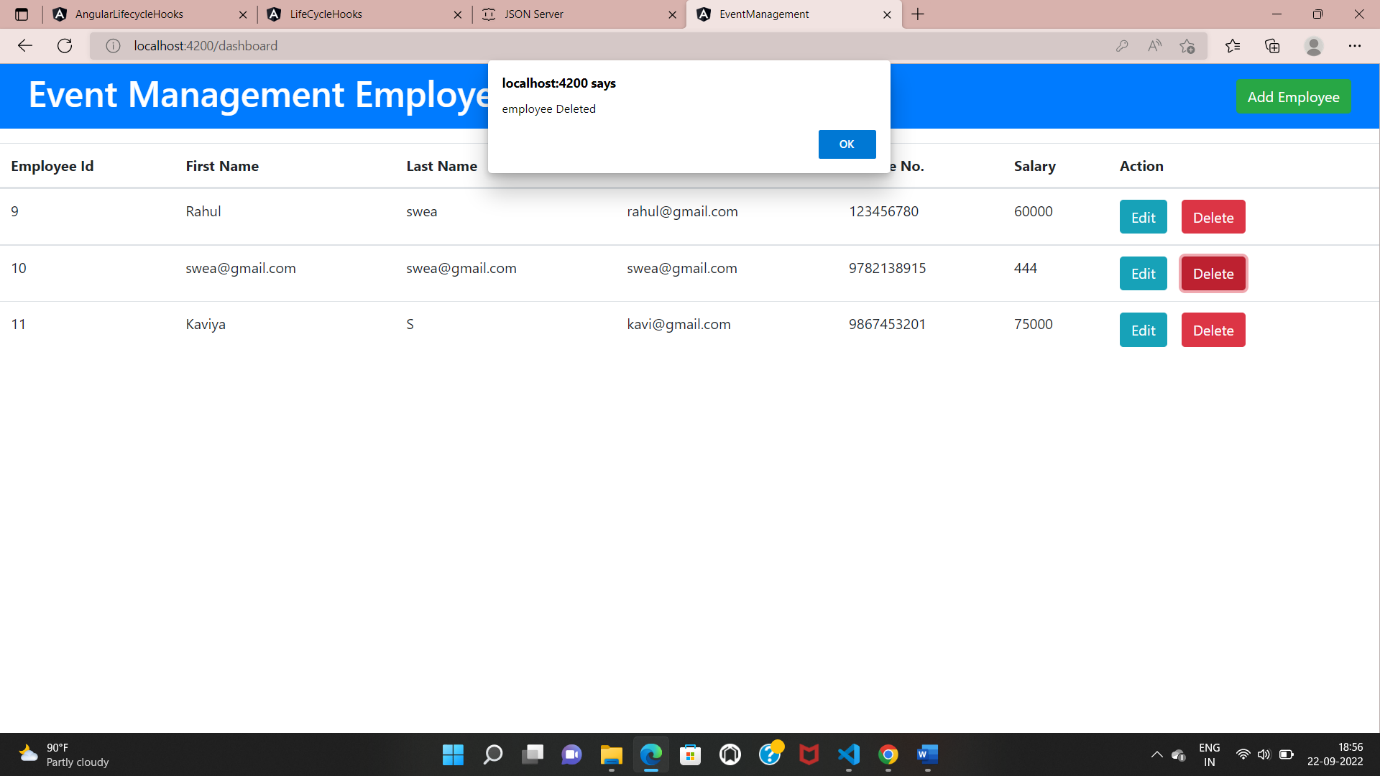 AngularLifecycleHooks LifeCycleHooks JSON Server EventManagement
localhost:4200/dashboard
Event Management Employe
Add Employee
localhost:4200 says
employee Deleted
OK
Employee Id First Name Last Name No. Salary Action
9 Rahul swea rahul@gmail.com 123456780 60000 Edit Delete
10 swea@gmail.com swea@gmail.com swea@gmail.com 9782138915 444 Edit Delete
11 Kaviya S kavi@gmail.com 9867453201 75000 Edit Delete
90°F
Partly cloudy
ENG
IN
18:56
22-09-2022